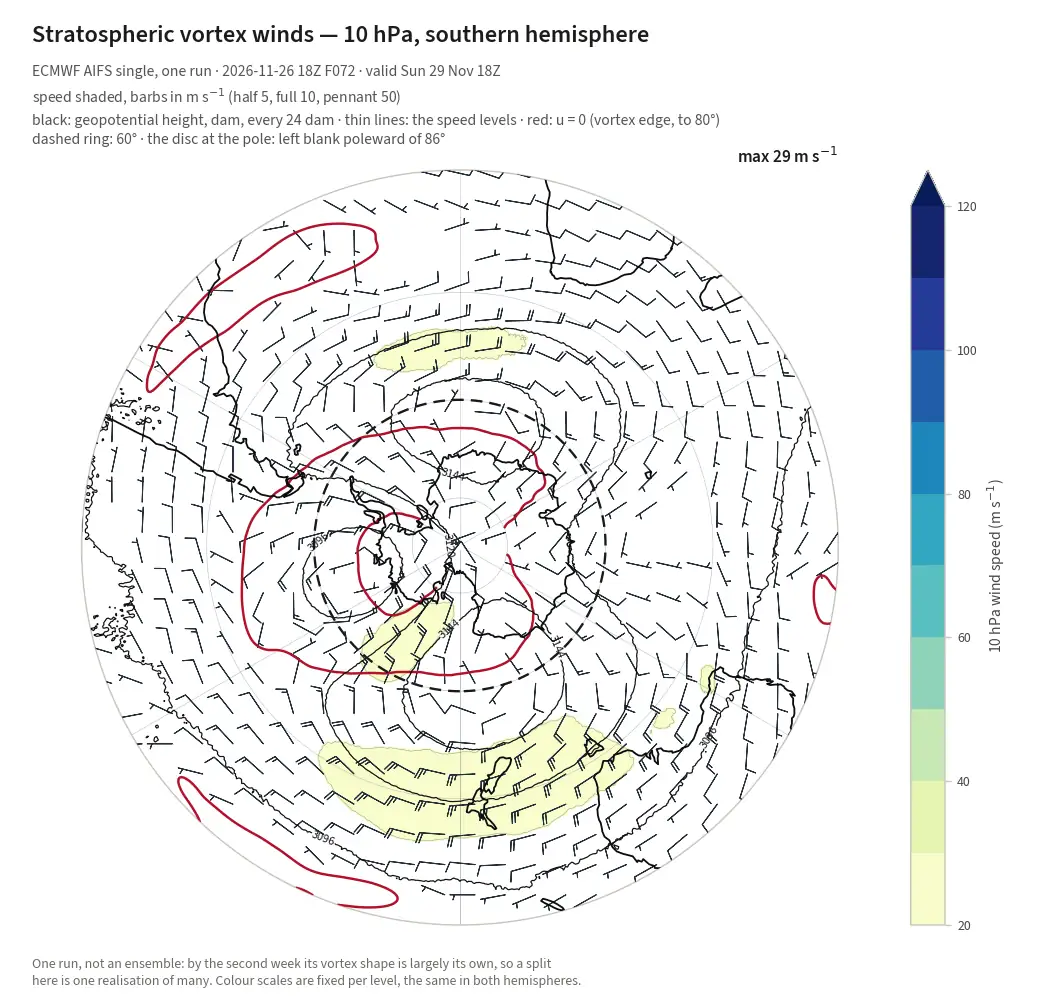 Stratospheric vortex winds — 10 hPa, southern hemisphere
ECMWF AIFS single, one run · 2026-11-26 18Z F072 · valid Sun 29 Nov 18Z
speed shaded, barbs in m s⁻¹ (half 5, full 10, pennant 50)
black: geopotential height, dam, every 24 dam · thin lines: the speed levels · red: u = 0 (vortex edge, to 80°)
dashed ring: 60° · the disc at the pole: left blank poleward of 86°
max 29 m s⁻¹
120
100
80
60
40
20
10 hPa wind speed (m s⁻¹)
3144
3096
3144
3144
3096
3096
One run, not an ensemble: by the second week its vortex shape is largely its own, so a split
here is one realisation of many. Colour scales are fixed per level, the same in both hemispheres.